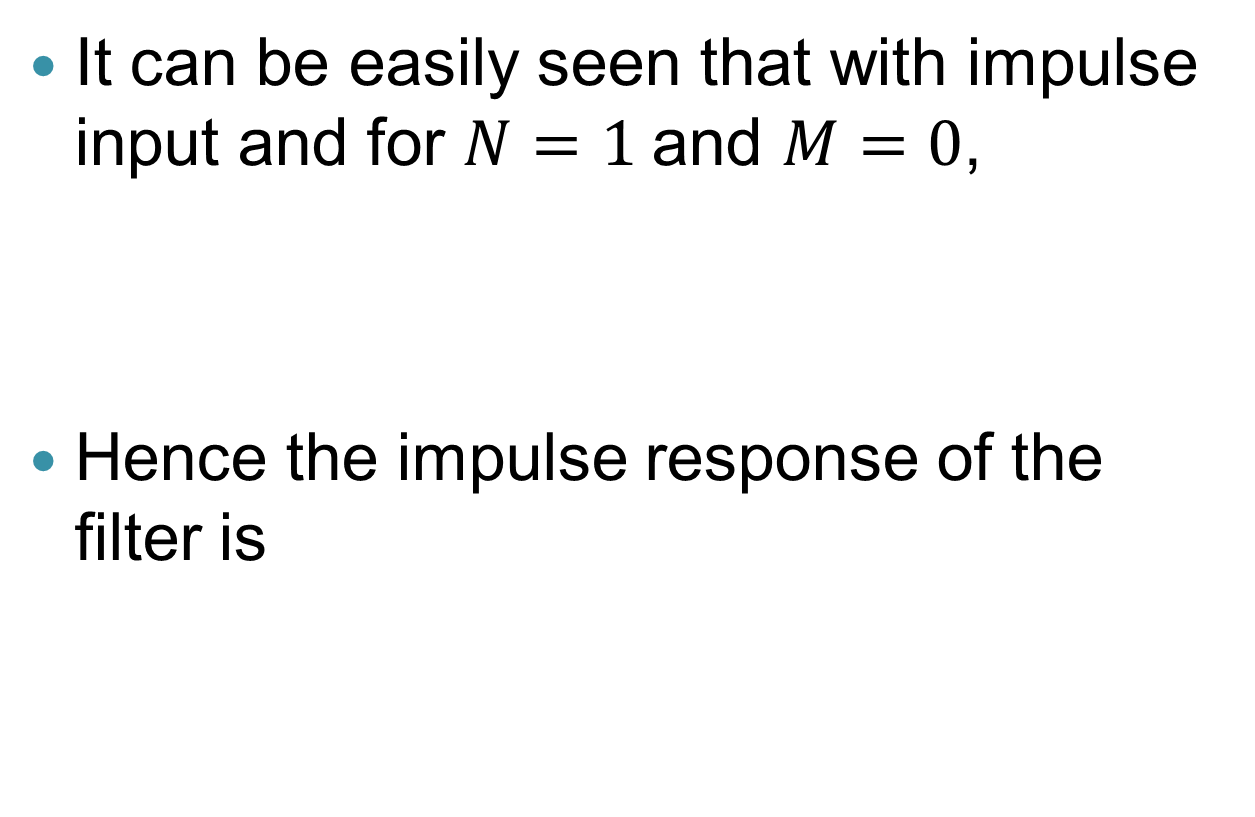 • It can be easily seen that with impulse
input and for N = 1 and M = 0,
• Hence the impulse response of the
filter is